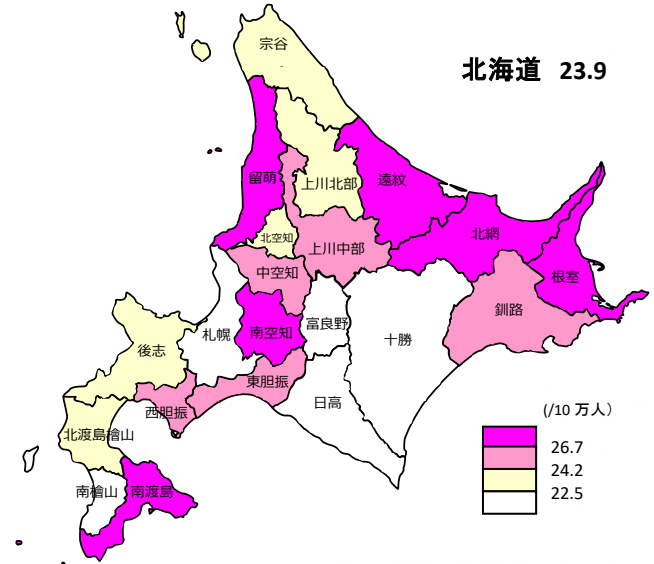 宗谷
北海道 23.9
留萌
上川北部
遠紋
北空知
上川中部
北網
中空知
根室
釧路
札幌
南空知
富良野
十勝
後志
東胆振
西胆振
日高
北渡島檜山
南檜山
南渡島
(/10 万人)
26.7
24.2
22.5